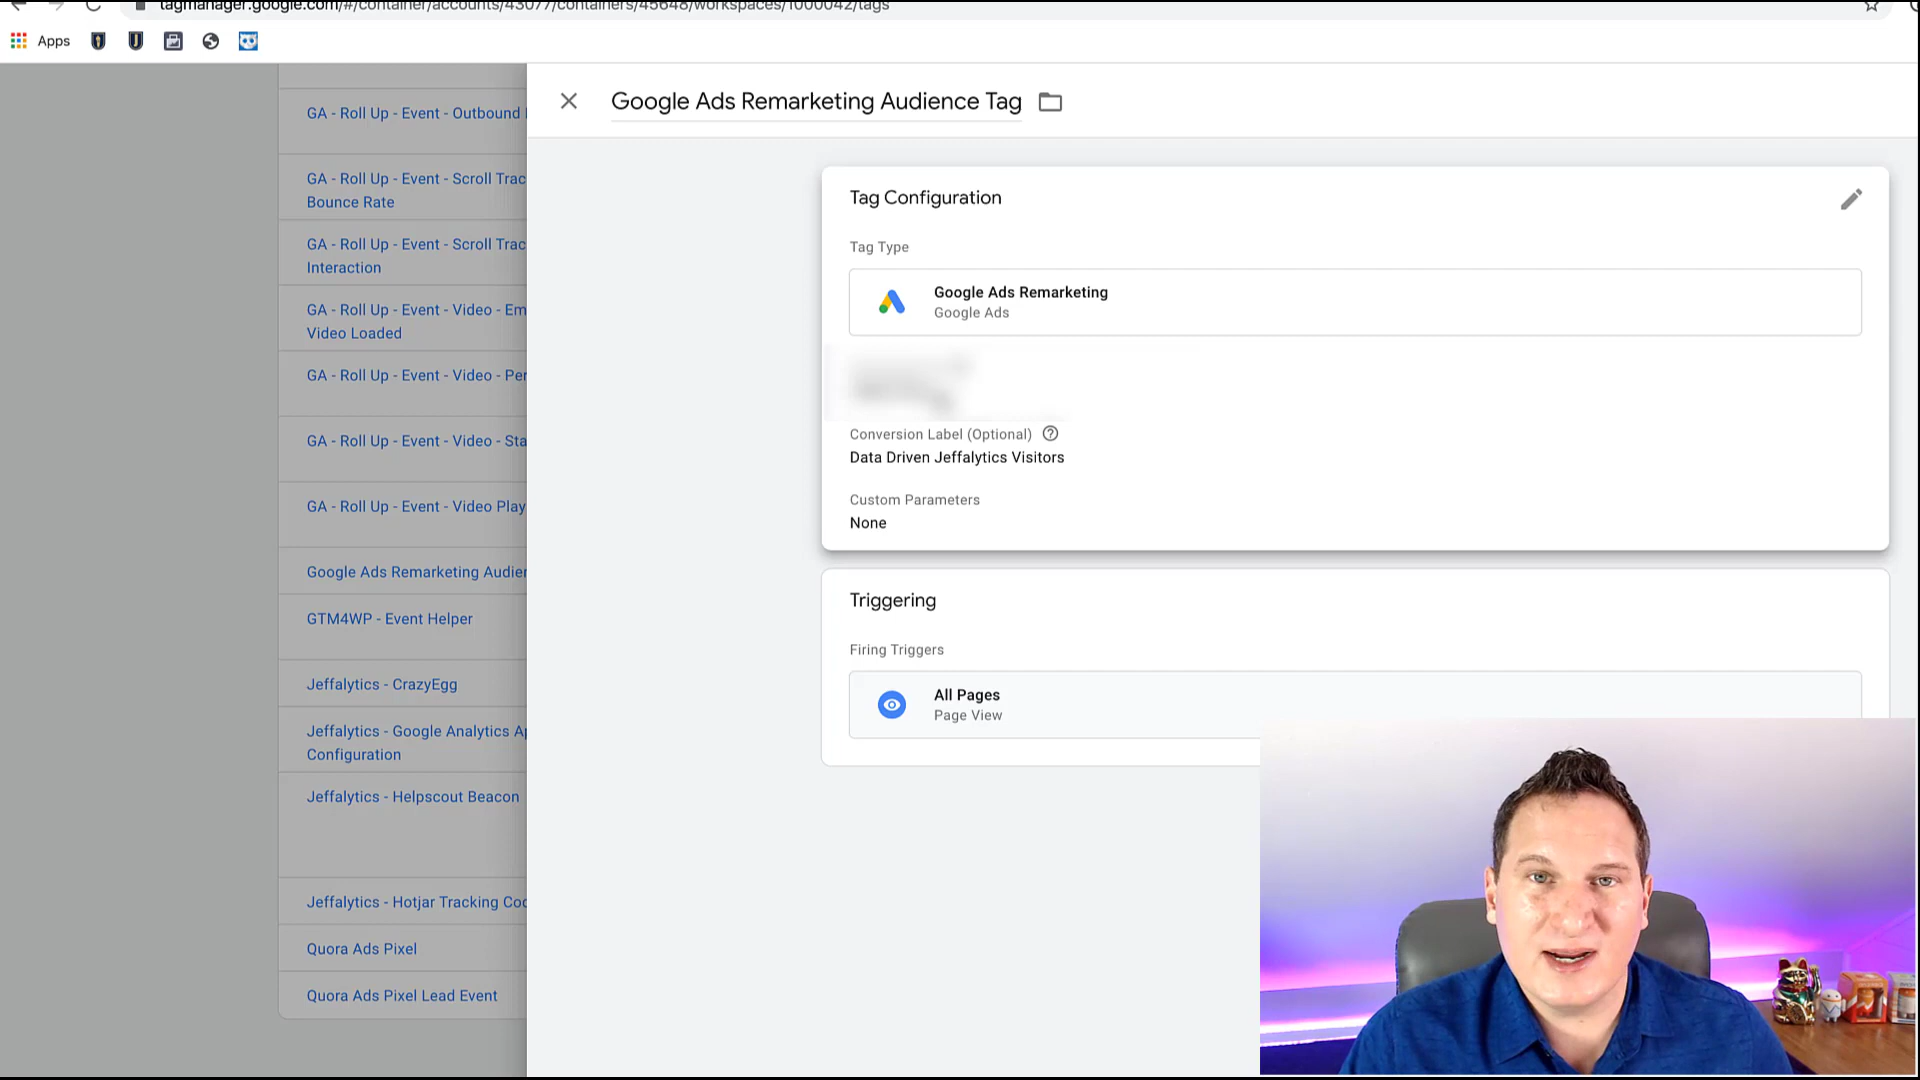 tagmanager.google.com/#/container/accounts/43077/containers/45648/workspaces/1000042/tags
Apps
GA - Roll Up - Event - Outbound
GA - Roll Up - Event - Scroll Trac
Bounce Rate
GA - Roll Up - Event - Scroll Trac
Interaction
GA - Roll Up - Event - Video - Em
Video Loaded
GA - Roll Up - Event - Video - Per
GA - Roll Up - Event - Video - Sta
GA - Roll Up - Event - Video Play
Google Ads Remarketing Audien
GTM4WP - Event Helper
Jeffalytics - CrazyEgg
Jeffalytics - Google Analytics Ap
Configuration
Jeffalytics - Helpscout Beacon
Jeffalytics - Hotjar Tracking Cod
Quora Ads Pixel
Quora Ads Pixel Lead Event
Google Ads Remarketing Audience Tag
Tag Configuration
Tag Type
Google Ads Remarketing
Google Ads
Conversion Label (Optional)
Data Driven Jeffalytics Visitors
Custom Parameters
None
Triggering
Firing Triggers
All Pages
Page View